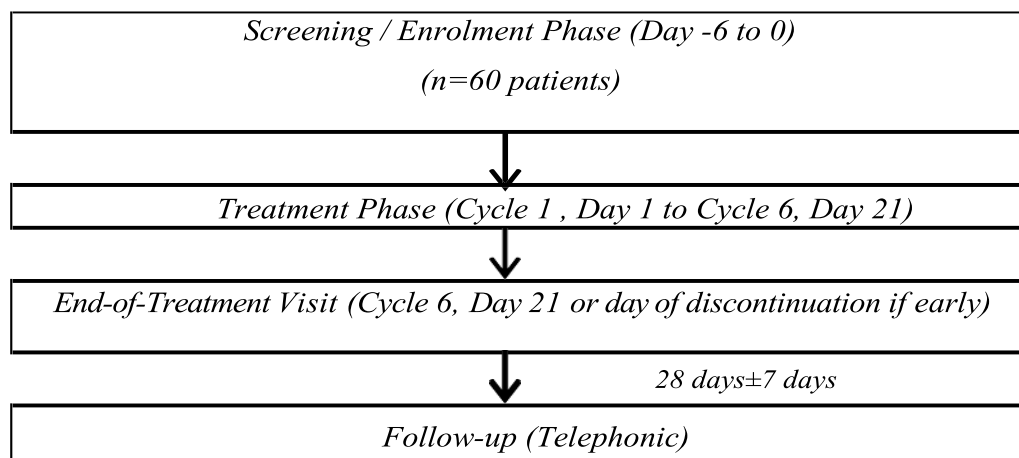 Screening / Enrolment Phase (Day -6 to 0)
(n=60 patients)
Treatment Phase (Cycle 1 , Day 1 to Cycle 6, Day 21)
End-of-Treatment Visit (Cycle 6, Day 21 or day of discontinuation if early)
28 days±7 days
Follow-up (Telephonic)